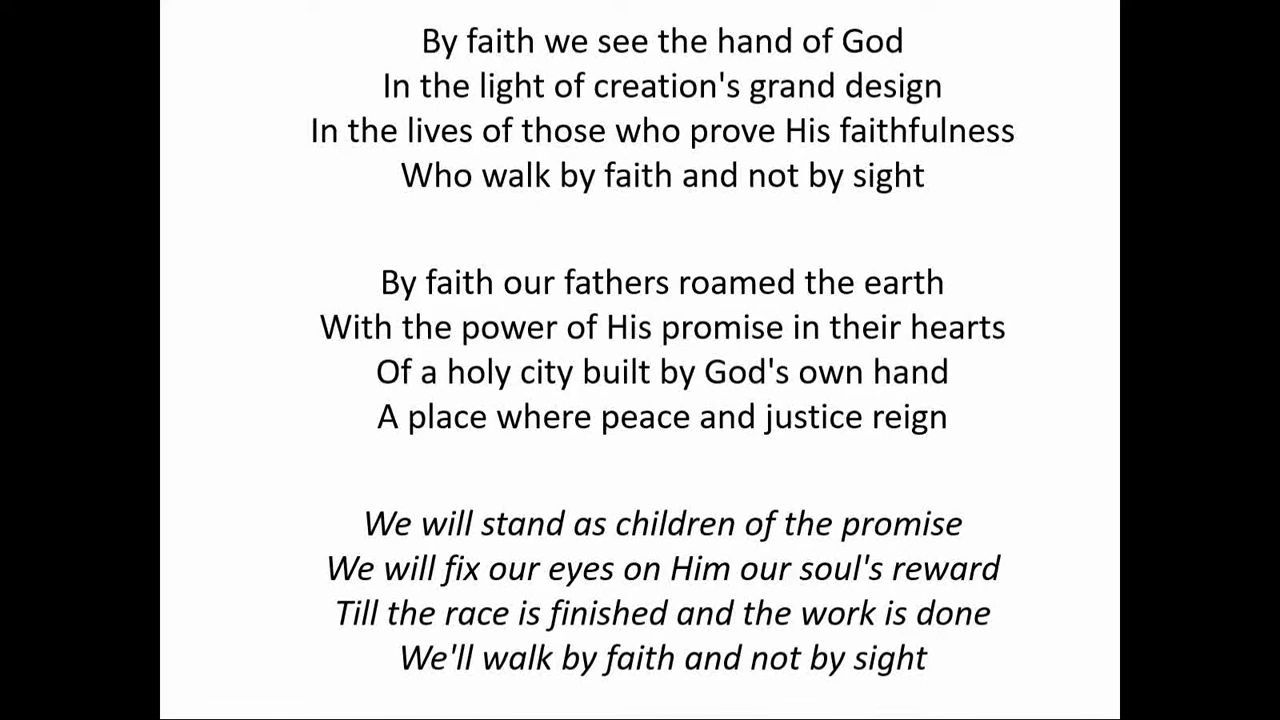 By faith we see the hand of God
In the light of creation's grand design
In the lives of those who prove His faithfulness
Who walk by faith and not by sight
By faith our fathers roamed the earth
With the power of His promise in their hearts
Of a holy city built by God's own hand
A place where peace and justice reign
We will stand as children of the promise
We will fix our eyes on Him our soul's reward
Till the race is finished and the work is done
We'll walk by faith and not by sight